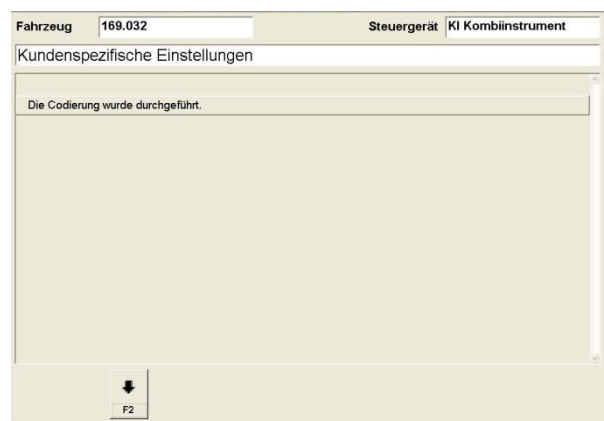 Fahrzeug 169.032 Steuergerät KI Kombiinstrument
Kundenspezifische Einstellungen
Die Codierung wurde durchgeführt.
F2